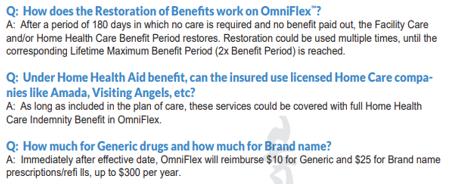 Q: How does the Restoration of Benefits work on OmniFlex™?
A: After a period of 180 days in which no care is required and no benefit paid out, the Facility Care
and/or Home Health Care Benefit Period restores. Restoration could be used multiple times, until the
corresponding Lifetime Maximum Benefit Period (2x Benefit Period) is reached.
Q: Under Home Health Aid benefit, can the insured use licensed Home Care compa-
nies like Amada, Visiting Angels, etc?
A: As long as included in the plan of care, these services could be covered with full Home Health
Care Indemnity Benefit in OmniFlex.
Q: How much for Generic drugs and how much for Brand name?
A: Immediately after effective date, OmniFlex will reimburse $10 for Generic and $25 for Brand name
prescriptions/refi lls, up to $300 per year.